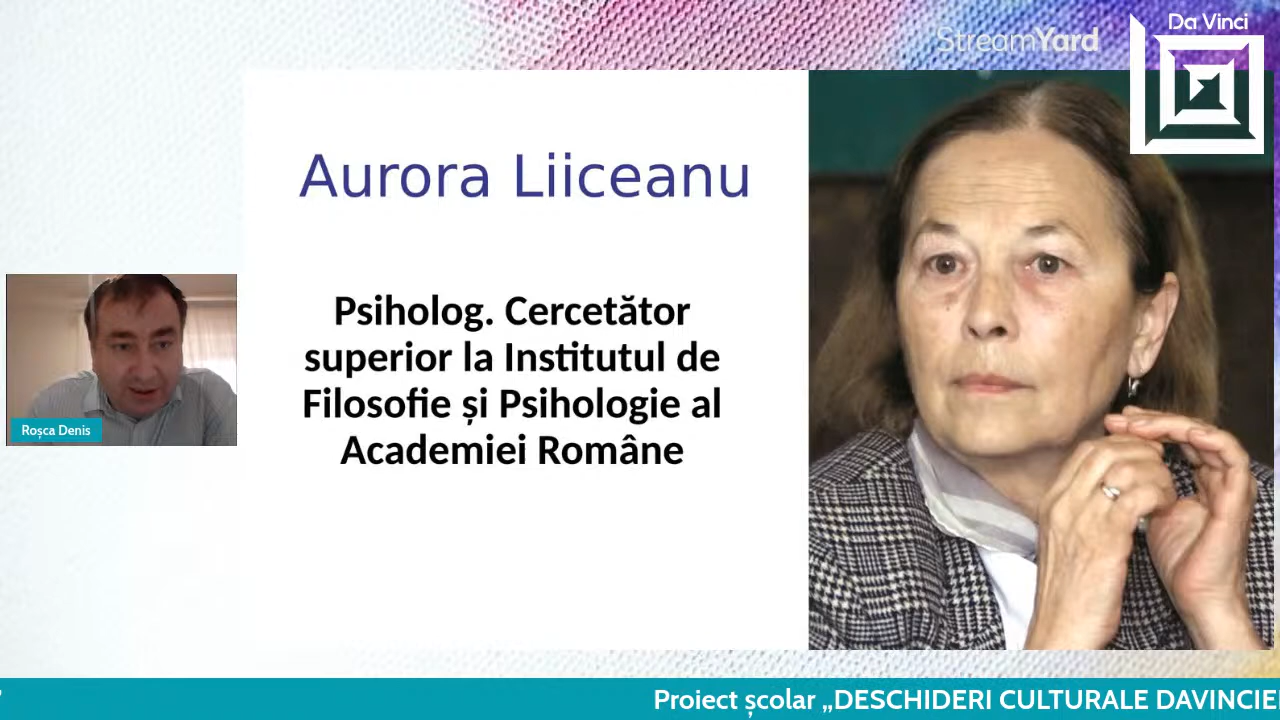 StreamYard
Da Vinci
Aurora Liiceanu
Psiholog. Cercetător
superior la Institutul de
Filosofie și Psihologie al
Academiei Române
Roșca Denis
Proiect școlar „DESCHIDERI CULTURALE